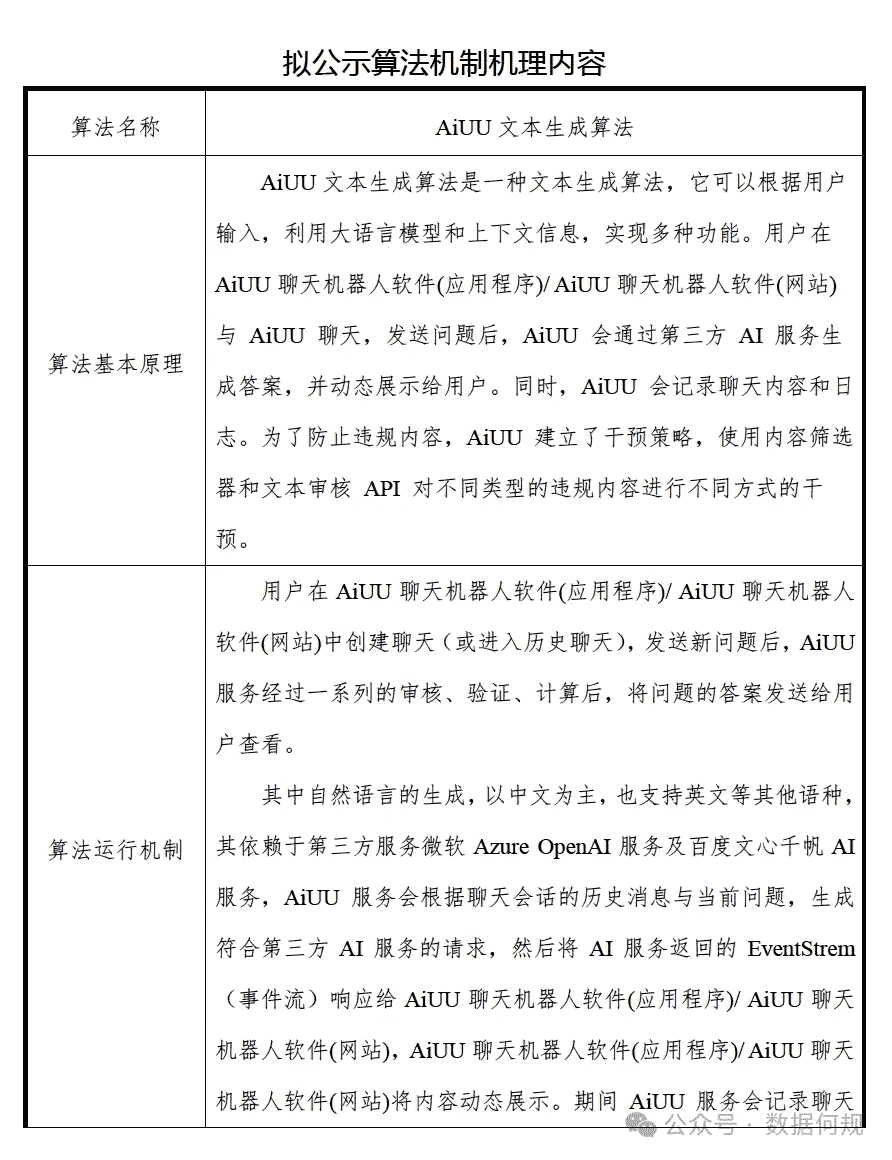 拟公示算法机制机理内容
算法名称
AiUU 文本生成算法
算法基本原理
AiUU 文本生成算法是一种文本生成算法，它可以根据用户
输入，利用大语言模型和上下文信息，实现多种功能。用户在
AiUU 聊天机器人软件(应用程序)/ AiUU 聊天机器人软件(网站)
与 AiUU 聊天，发送问题后，AiUU 会通过第三方 AI 服务生
成答案，并动态展示给用户。同时，AiUU 会记录聊天内容和日
志。为了防止违规内容，AiUU 建立了干预策略，使用内容筛选
器和文本审核 API 对不同类型的违规内容进行不同方式的干
预。
算法运行机制
用户在 AiUU 聊天机器人软件(应用程序)/ AiUU 聊天机器人
软件(网站)中创建聊天（或进入历史聊天），发送新问题后，AiUU
服务经过一系列的审核、验证、计算后，将问题的答案发送给用
户查看。
其中自然语言的生成，以中文为主，也支持英文等其他语种，
其依赖于第三方服务微软 Azure OpenAI 服务及百度文心千帆 AI
服务，AiUU 服务会根据聊天会话的历史消息与当前问题，生成
符合第三方 AI 服务的请求，然后将 AI 服务返回的 EventStrem
（事件流）响应给 AiUU 聊天机器人软件(应用程序)/ AiUU 聊天
机器人软件(网站)，AiUU 聊天机器人软件(应用程序)/ AiUU 聊天
机器人软件(网站)将内容动态展示。期间 AiUU 服务会记录聊天
公众号 · 数据何规